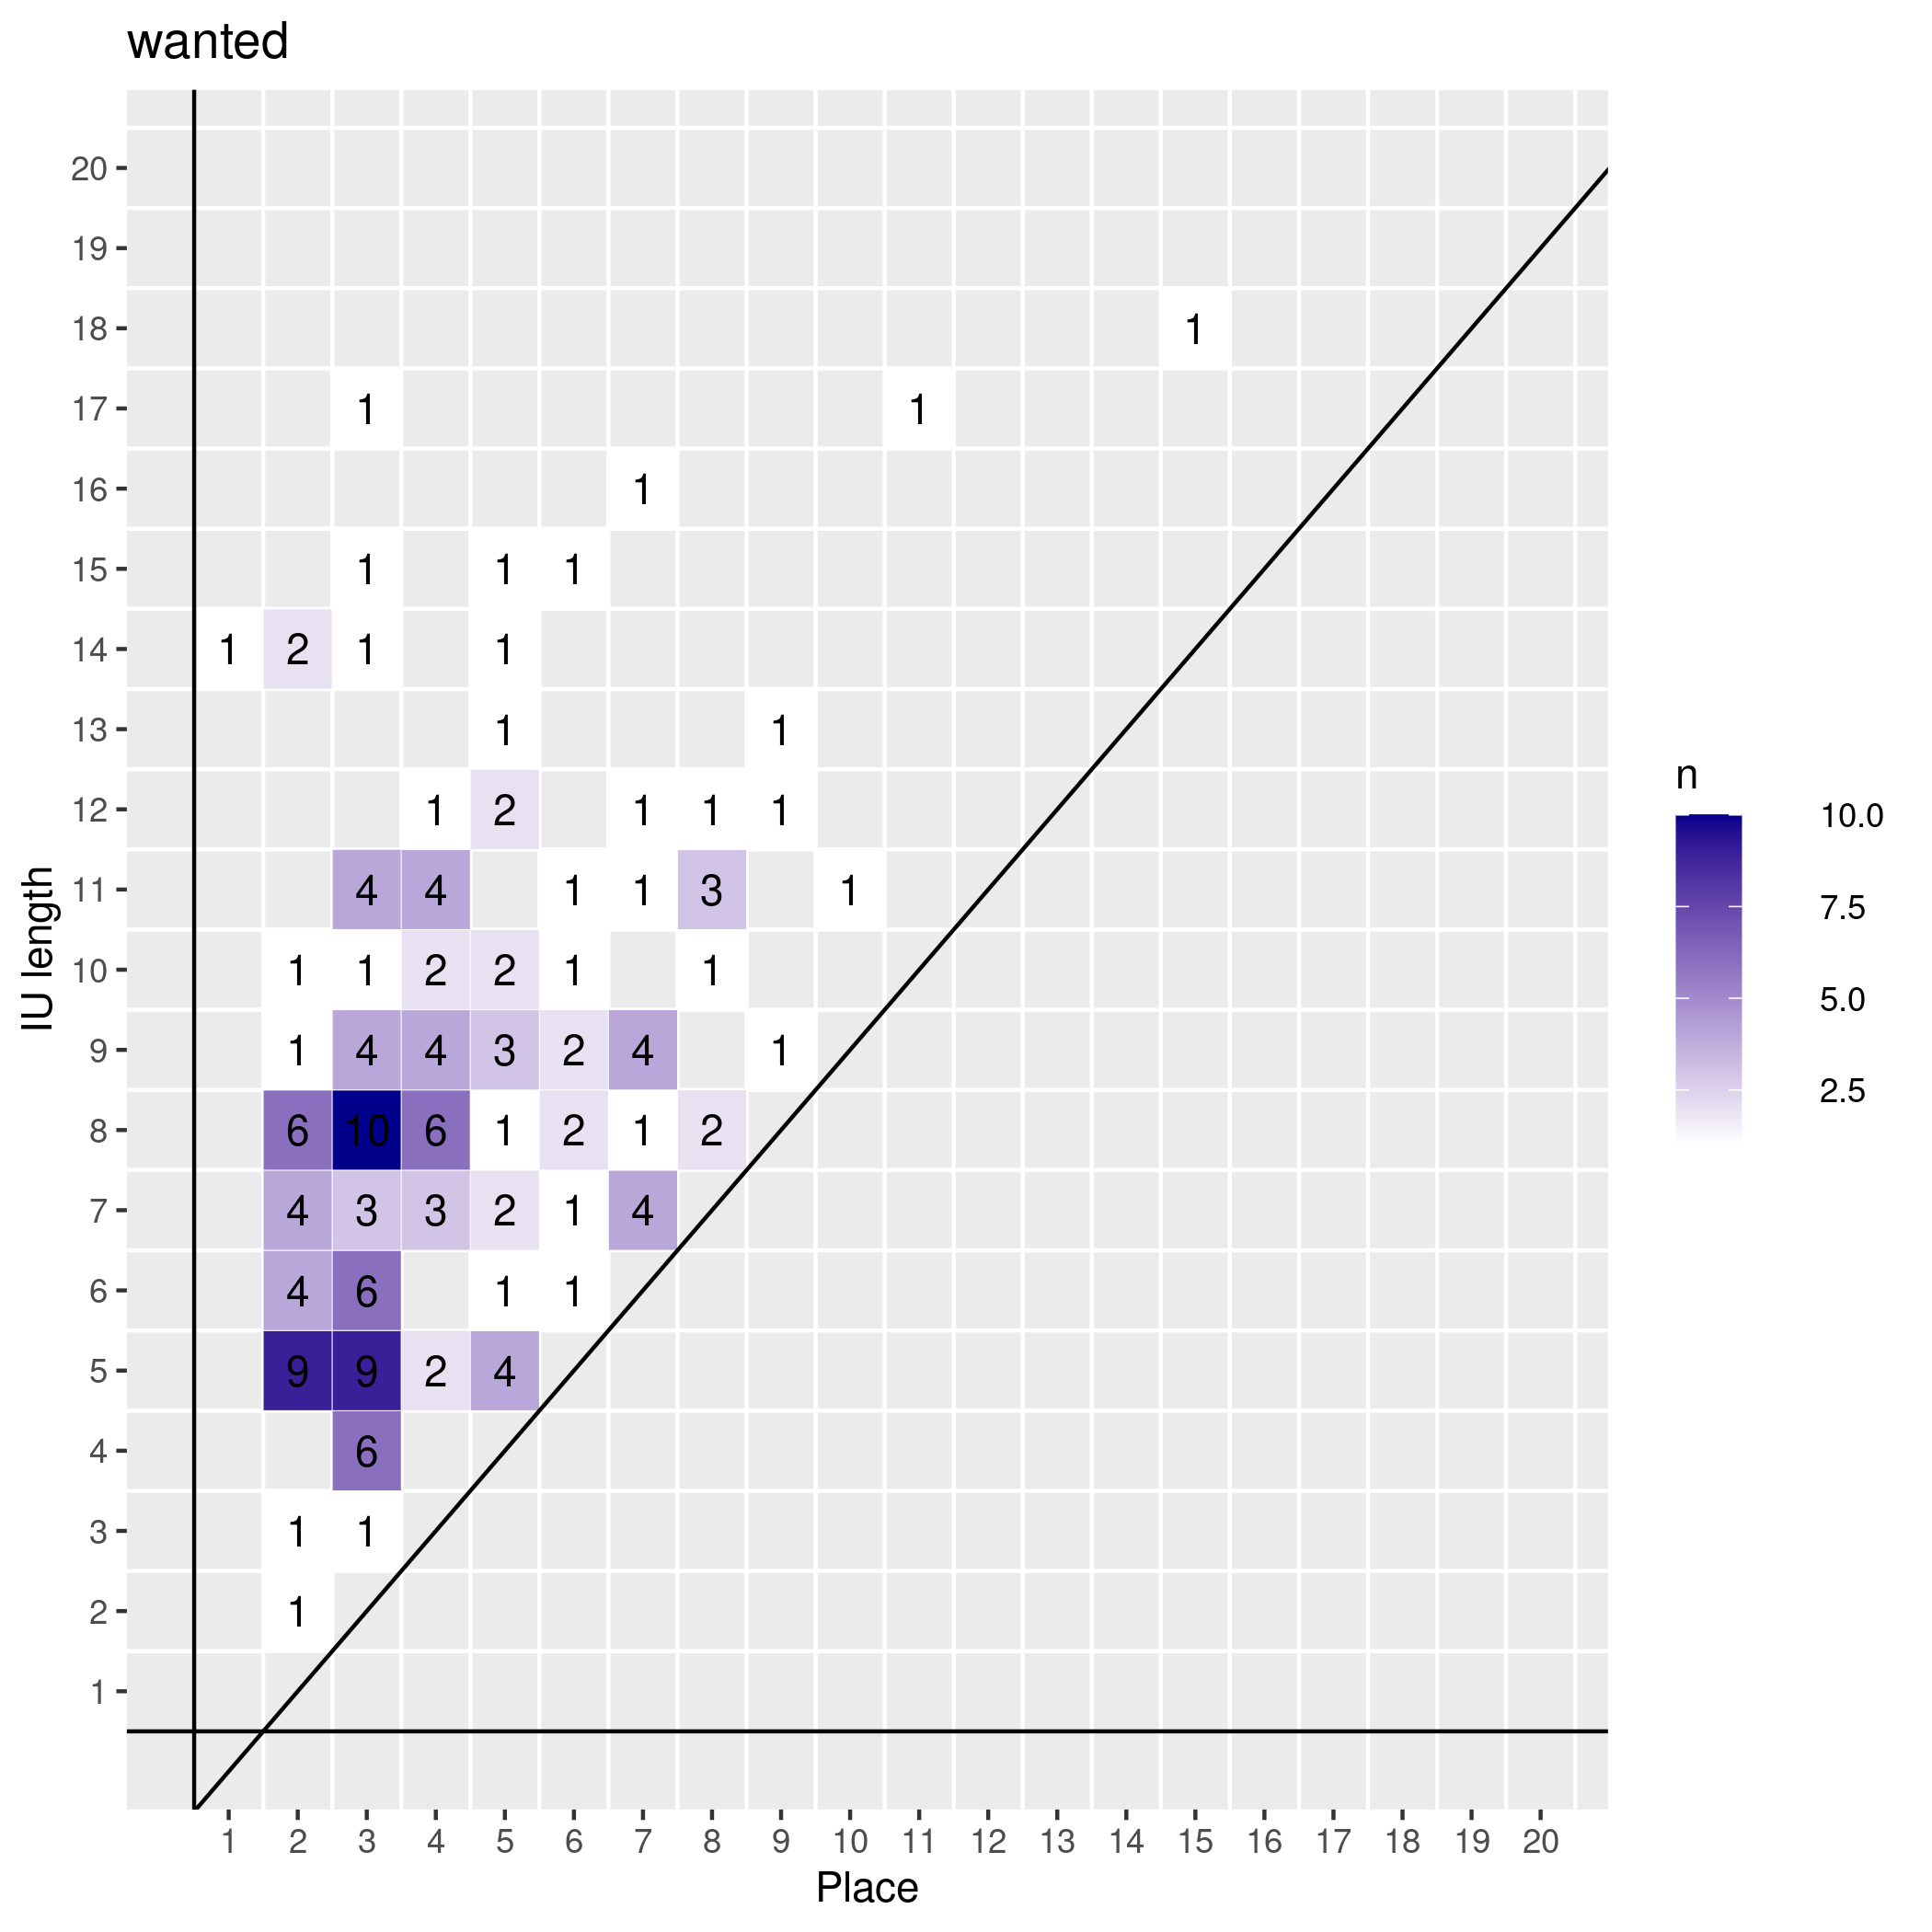 wanted
20
19
18 1
17 1 1
16 1
15 1 1 1
14 1 2 1 1
13 1 1
12 1 2 1 1 1
11 4 4 1 1 3 1
10 1 1 2 2 1 1
9 1 4 4 3 2 4 1
8 6 10 6 1 2 1 2
7 4 3 3 2 1 4
6 4 6 1 1
5 9 9 2 4
4 6
3 1 1
2 1
1
1 2 3 4 5 6 7 8 9 10 11 12 13 14 15 16 17 18 19 20
Place
IU length
n
10.0
7.5
5.0
2.5